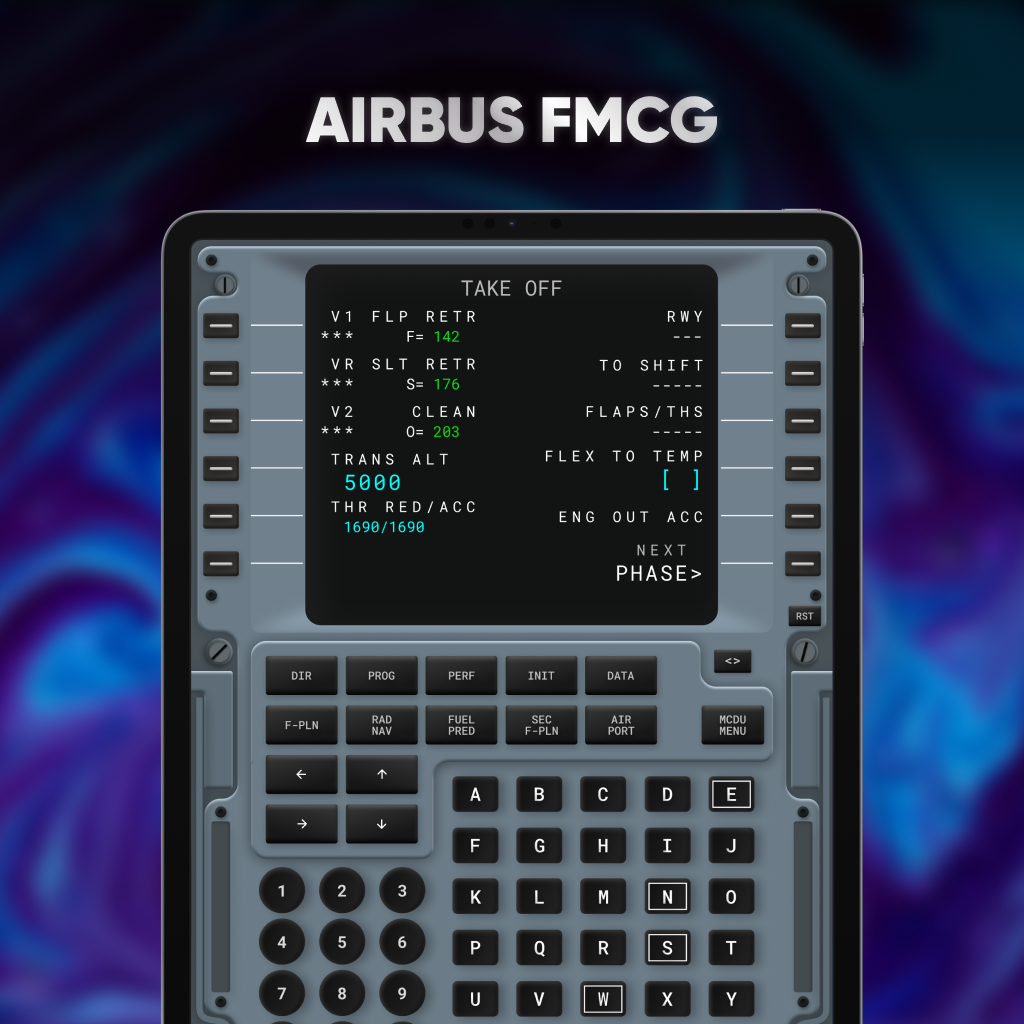 AIRBUS FMCG
TAKE OFF
V1 FLP RETR RWY
*** F= 142 ---
VR SLT RETR TO SHIFT
*** S= 176 -----
V2 CLEAN FLAPS/THS
*** O= 203 -----
TRANS ALT FLEX TO TEMP
5000 [ ]
THR RED/ACC ENG OUT ACC
1690/1690
NEXT
PHASE>
RST
<>
DIR PROG PERF INIT DATA
F-PLN RAD NAV FUEL PRED SEC F-PLN AIR PORT MCDU MENU
← ↑
→ ↓
A B C D E
F G H I J
1 2 3 K L M N O
4 5 6 P Q R S T
7 8 9 U V W X Y